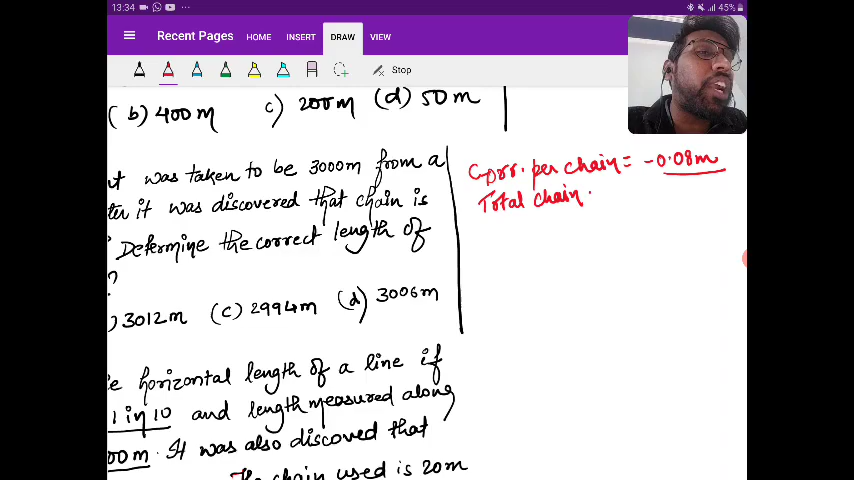 13:34
45%
Recent Pages
HOME
INSERT
DRAW
VIEW
Stop
(b) 400m c) 200m (d) 50m
was taken to be 3000m from a
it was discovered that chain is
Determine the correct length of
?
) 3012m (c) 2994m (d) 3006m
horizontal length of a line if
1 in 10 and length measured along
00m. It was also discoved that
The chain used is 20m
Corr. per chain = -0.08m
Total chain